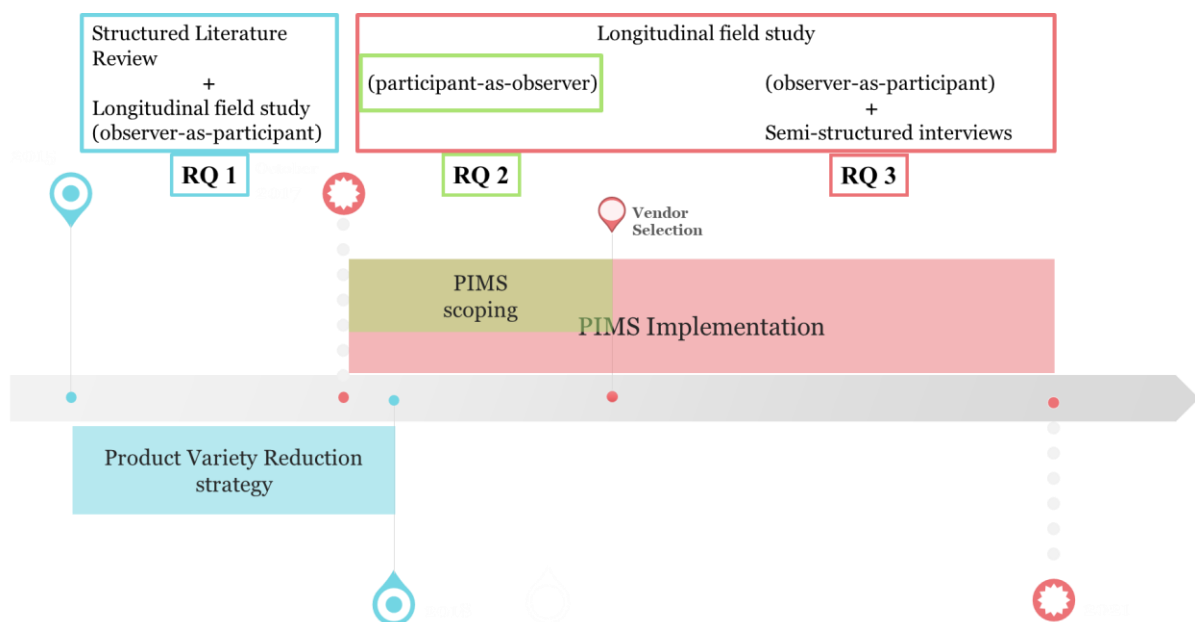 Structured Literature
Review
+
Longitudinal field study
(observer-as-participant)
Longitudinal field study
(participant-as-observer)
(observer-as-participant)
+
Semi-structured interviews
RQ 1
RQ 2
RQ 3
Vendor
Selection
PIMS
scoping
PIMS Implementation
Product Variety Reduction
strategy